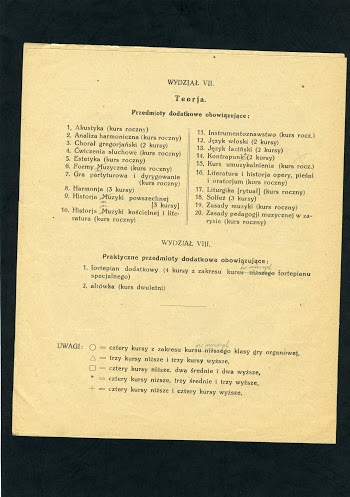 WYDZIAŁ VII.
Teorja.
Przedmioty dodatkowe obowiązujące:
1. Akustyka (kurs roczny)
2. Analiza harmoniczna (kurs roczny)
3. Chorał gregorjański (2 kursy)
4. Ćwiczenia słuchowe (kurs roczny)
5. Estetyka (kurs roczny)
6. Formy Muzyczne (kurs roczny)
7. Gra partyturowa i dyrygowanie
(kurs roczny)
8. Harmonja (3 kursy)
9. Historja Muzyki powszechnej
[3 kursy]
10. Historja Muzyki kościelnej i lite-
ratura (kurs roczny)
11. Instrumentoznawstwo (kurs rocz.)
12. Język włoski (2 kursy)
13. Język łaciński (2 kursy)
14. Kontrapunkt (2 kursy)
15. Kurs umuzykalnienia (kurs rocz.)
16. Literatura i historja opery, pieśni
i oratorjum (kurs roczny)
17. Liturgika [rytuał] (kurs roczny)
18. Solfeż (3 kursy)
19. Zasady muzyki (kurs roczny)
20. Zasady pedagogji muzycznej w za-
rysie (kurs roczny)
WYDZIAŁ VIII.
Praktyczne przedmioty dodatkowe obowiązujące:
1. fortepian dodatkowy (4 kursy z zakresu kursu niższego fortepianu
specjalnego)
2. altówka (kurs dwuletni)
UWAGI: ○ = cztery kursy z zakresu kursu niższego klasy gry organowej,
△ = trzy kursy niższe i trzy kursy wyższe,
□ = cztery kursy niższe, dwa średnie i dwa wyższe,
* = cztery kursy niższe, trzy średnie i trzy wyższe,
+ = cztery kursy niższe i cztery kursy wyższe,